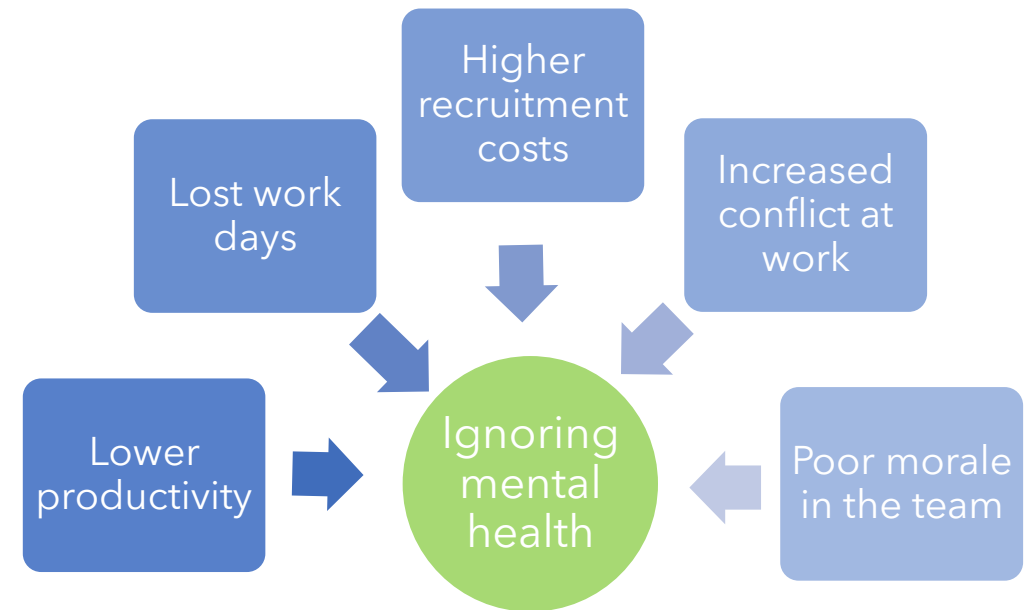 Lower
productivity
Lost work
days
Higher
recruitment
costs
Increased
conflict at
work
Poor morale
in the team
Ignoring
mental
health